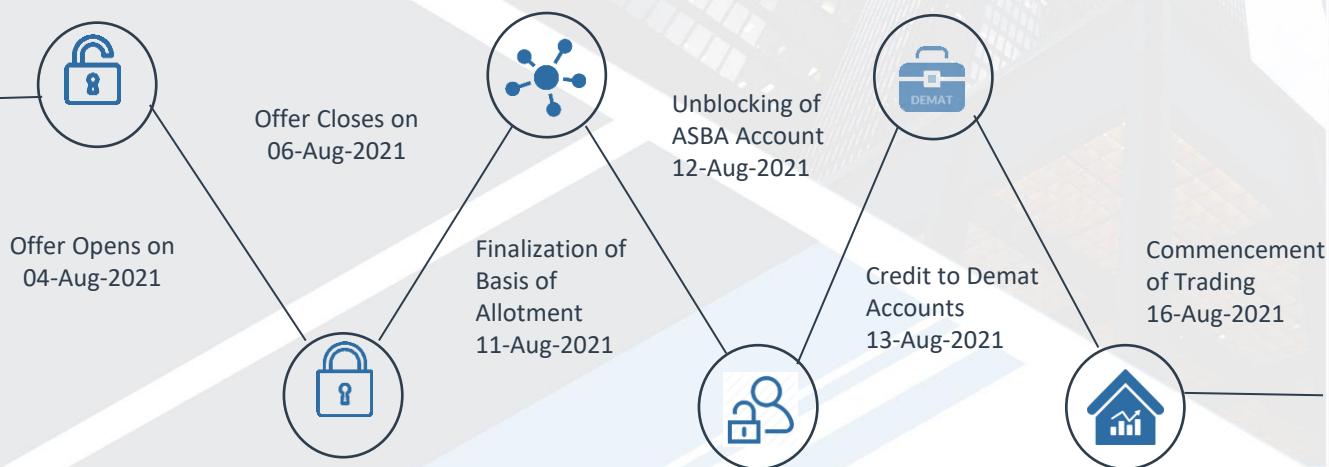 Offer Opens on
04-Aug-2021
Offer Closes on
06-Aug-2021
Finalization of
Basis of
Allotment
11-Aug-2021
Unblocking of
ASBA Account
12-Aug-2021
DEMAT
Credit to Demat
Accounts
13-Aug-2021
Commencement
of Trading
16-Aug-2021